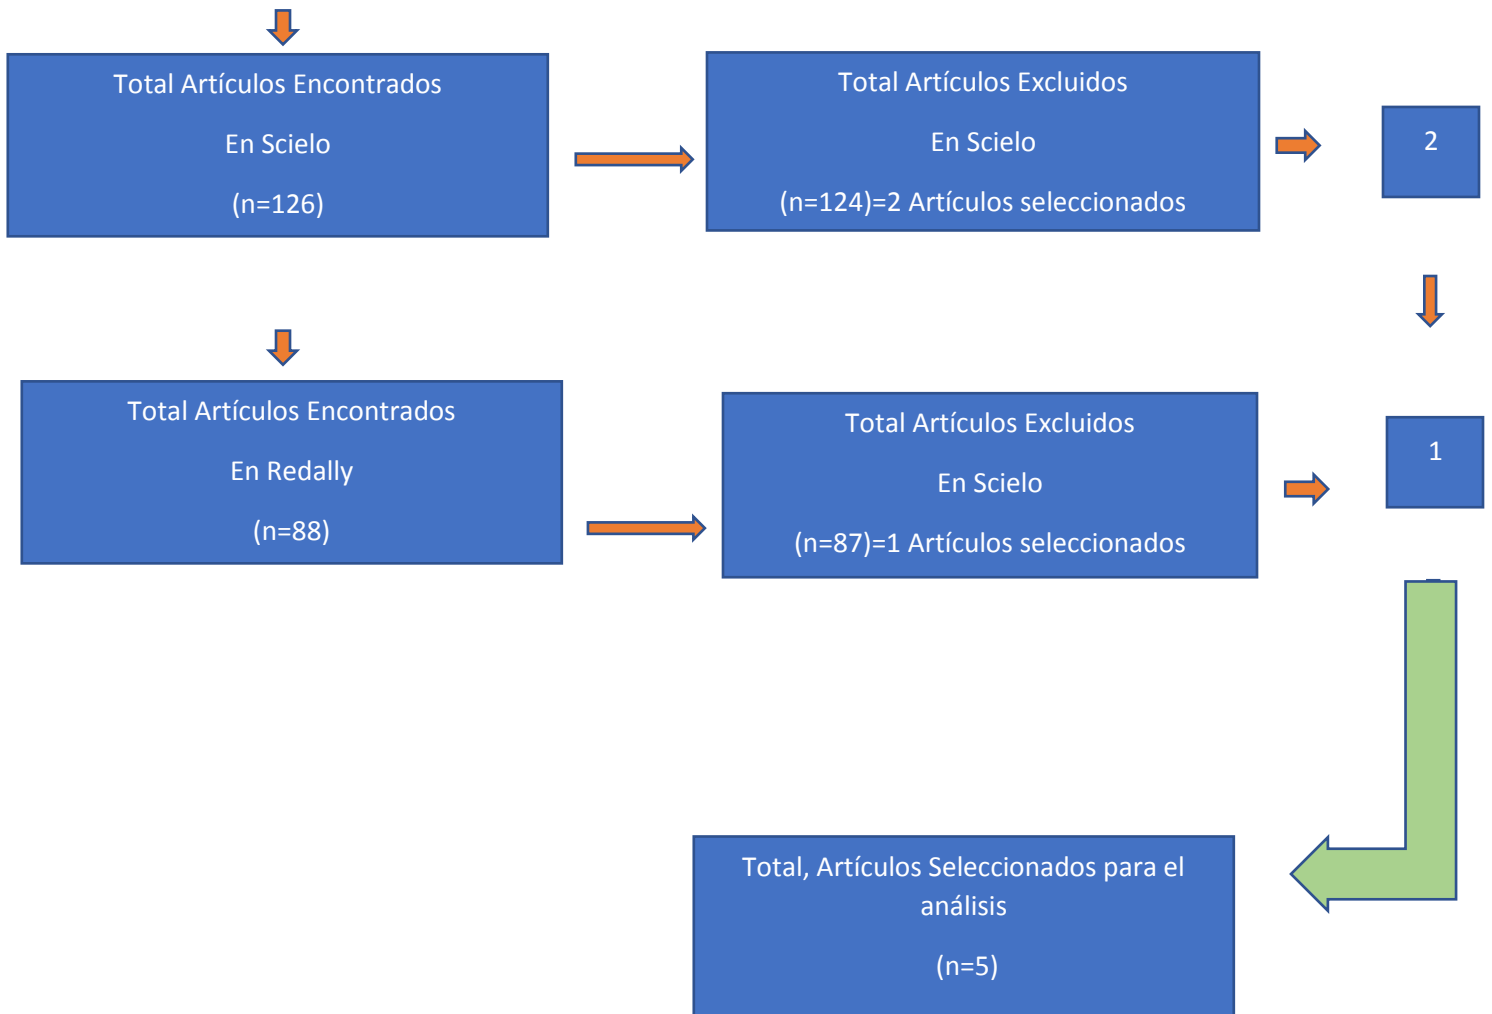 Total Artículos Encontrados
En Scielo
(n=126)
Total Artículos Excluidos
En Scielo
(n=124)=2 Artículos seleccionados
2
Total Artículos Encontrados
En Redally
(n=88)
Total Artículos Excluidos
En Scielo
(n=87)=1 Artículos seleccionados
1
Total, Artículos Seleccionados para el
análisis
(n=5)